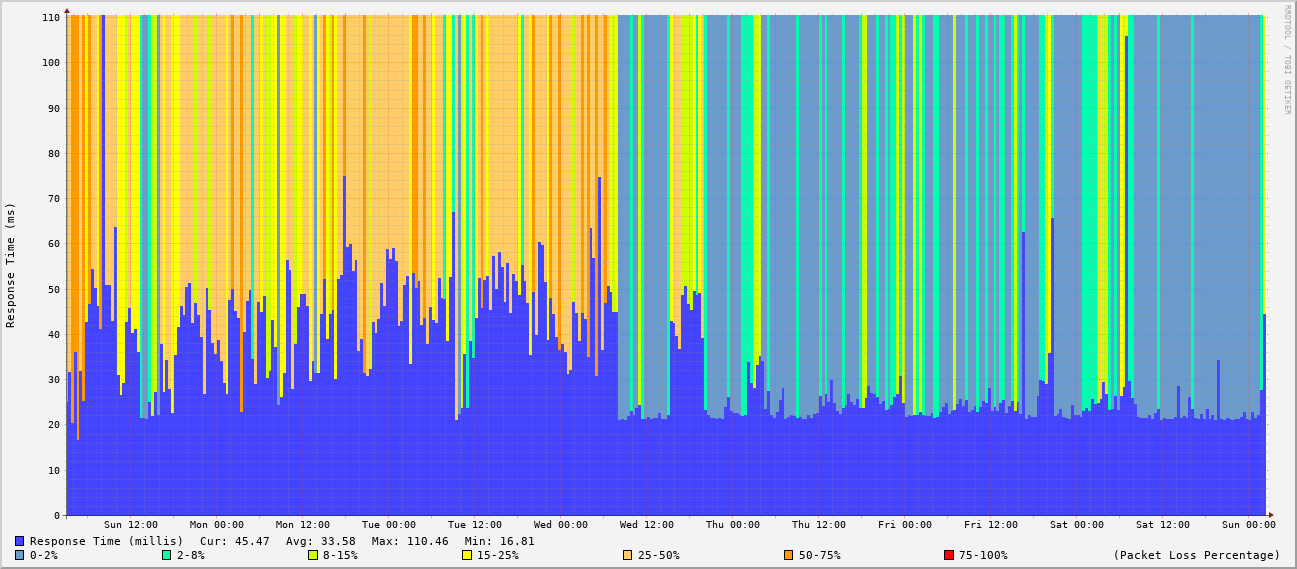 RRDTOOL / TOBI OETIKER
Response Time (ms)
110
100
90
80
70
60
50
40
30
20
10
0
Sun 12:00 Mon 00:00 Mon 12:00 Tue 00:00 Tue 12:00 Wed 00:00 Wed 12:00 Thu 00:00 Thu 12:00 Fri 00:00 Fri 12:00 Sat 00:00 Sat 12:00 Sun 00:00
Response Time (millis) Cur: 45.47 Avg: 33.58 Max: 110.46 Min: 16.81
0-2% 2-8% 8-15% 15-25% 25-50% 50-75% 75-100% (Packet Loss Percentage)